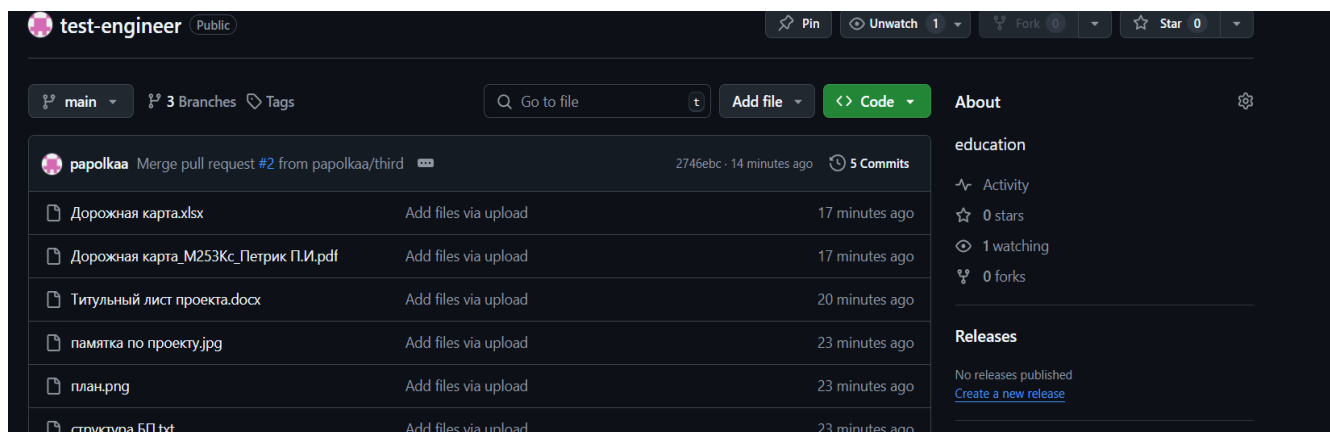 test-engineer Public Pin Unwatch 1 Fork 0 Star 0
main 3 Branches Tags Go to file t Add file Code
papolkaa Merge pull request #2 from papolkaa/third 2746ebc · 14 minutes ago 5 Commits
Дорожная карта.xlsx Add files via upload 17 minutes ago
Дорожная карта_М253Кс_Петрик П.И.pdf Add files via upload 17 minutes ago
Титульный лист проекта.docx Add files via upload 20 minutes ago
памятка по проекту.jpg Add files via upload 23 minutes ago
план.png Add files via upload 23 minutes ago
структура БП.txt Add files via upload 23 minutes ago
About
education
Activity
0 stars
1 watching
0 forks
Releases
No releases published
Create a new release